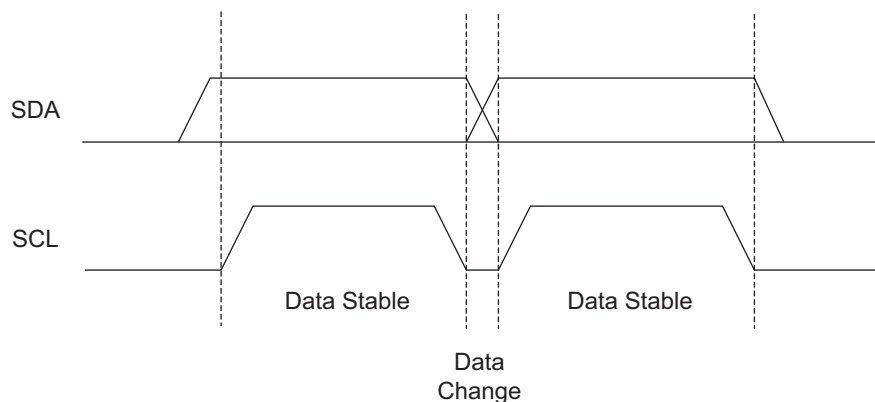 SDA
SCL
Data Stable
Data Stable
Data
Change